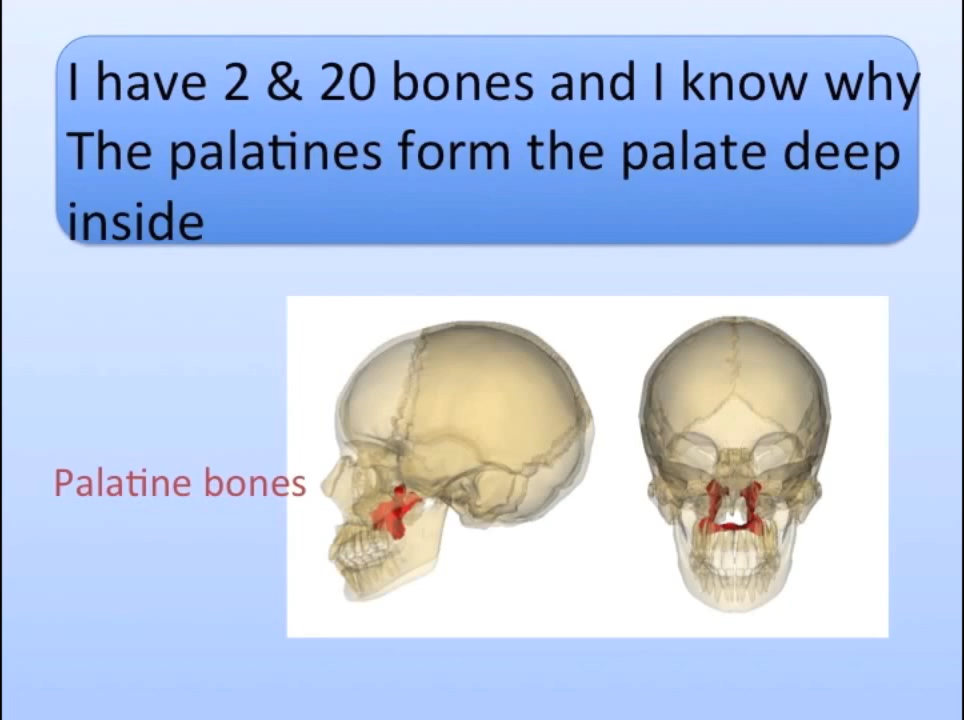 I have 2 & 20 bones and I know why
The palatines form the palate deep
inside
Palatine bones